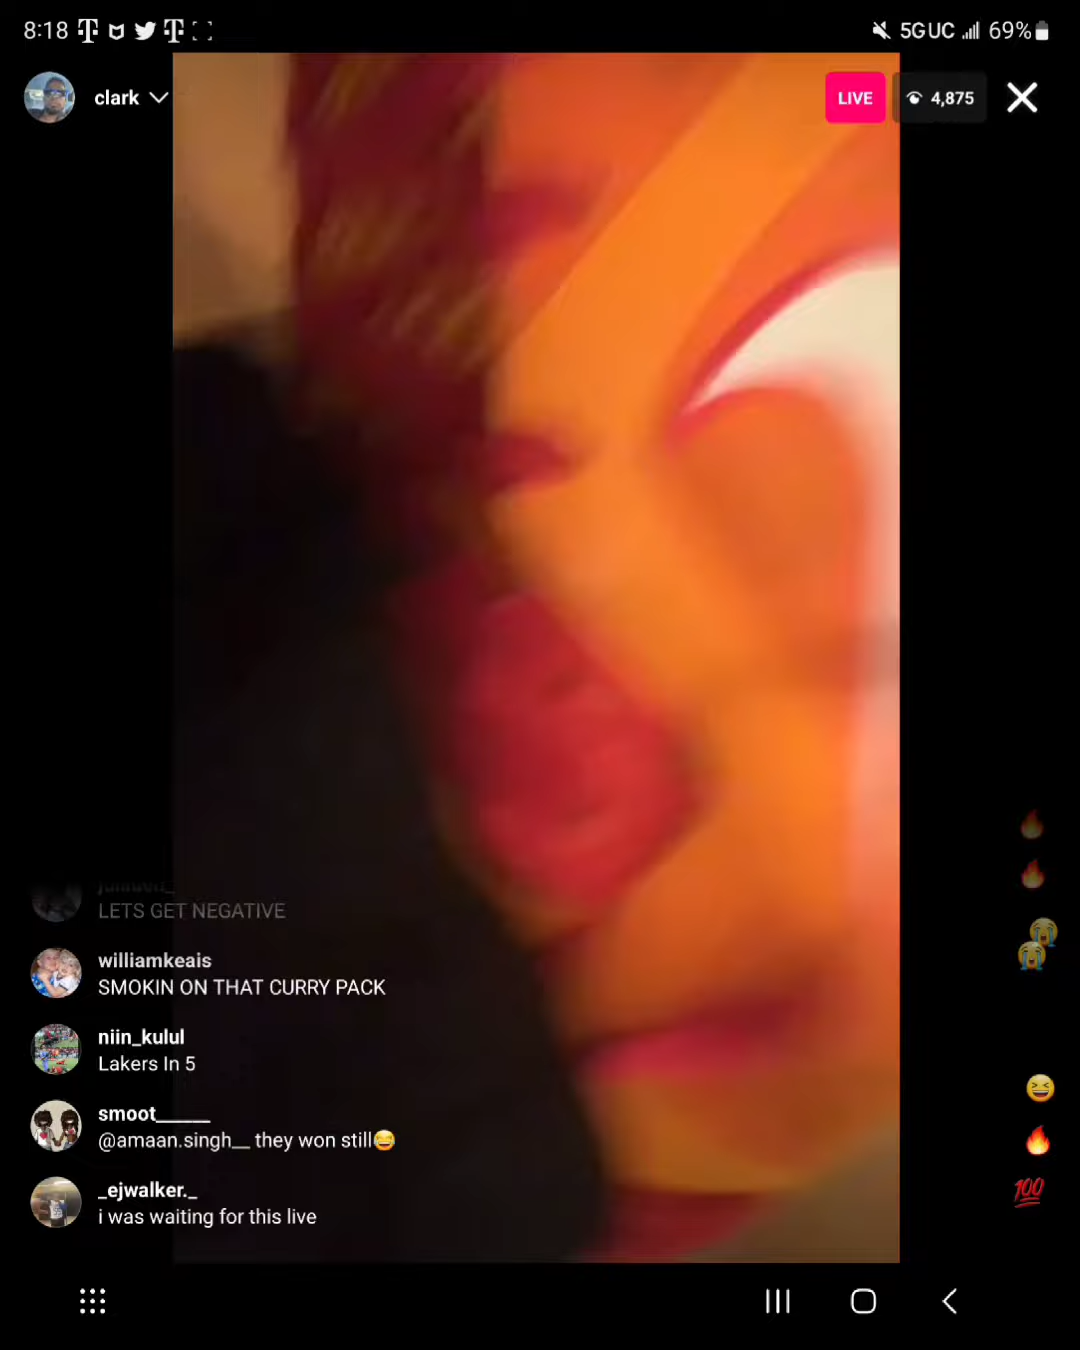 8:18
5GUC 69%
clark
LIVE
4,875
LETS GET NEGATIVE
williamkeais
SMOKIN ON THAT CURRY PACK
niin_kulul
Lakers In 5
smoot______
@amaan.singh__ they won still😂
_ejwalker._
i was waiting for this live
💯